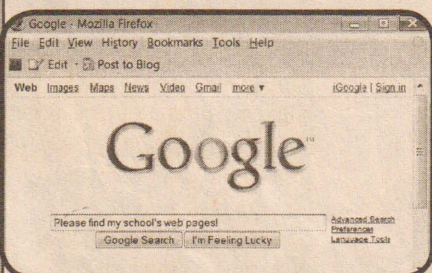 Google - Mozilla Firefox
File Edit View History Bookmarks Tools Help
Edit - Post to Blog
Web Images Maps News Video Gmail more ▼ iGoogle | Sign in
Google™
Please find my school's web pages! Advanced Search
Preferences
Google Search I'm Feeling Lucky Language Tools